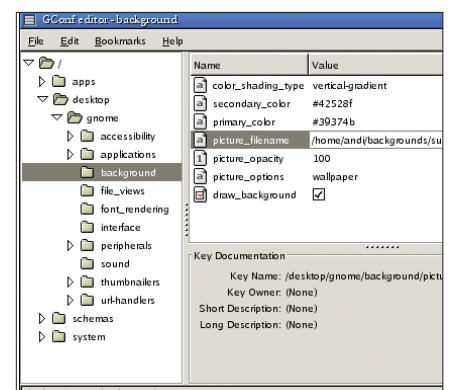 GConf editor - background
File Edit Bookmarks Help
/
apps
desktop
gnome
accessibility
applications
background
file_views
font_rendering
interface
peripherals
sound
thumbnailers
url-handlers
schemas
system
Name Value
color_shading_type vertical-gradient
secondary_color #42528f
primary_color #39374b
picture_filename /home/andi/backgrounds/su
picture_opacity 100
picture_options wallpaper
draw_background
Key Documentation
Key Name: /desktop/gnome/background/pictu
Key Owner: (None)
Short Description: (None)
Long Description: (None)